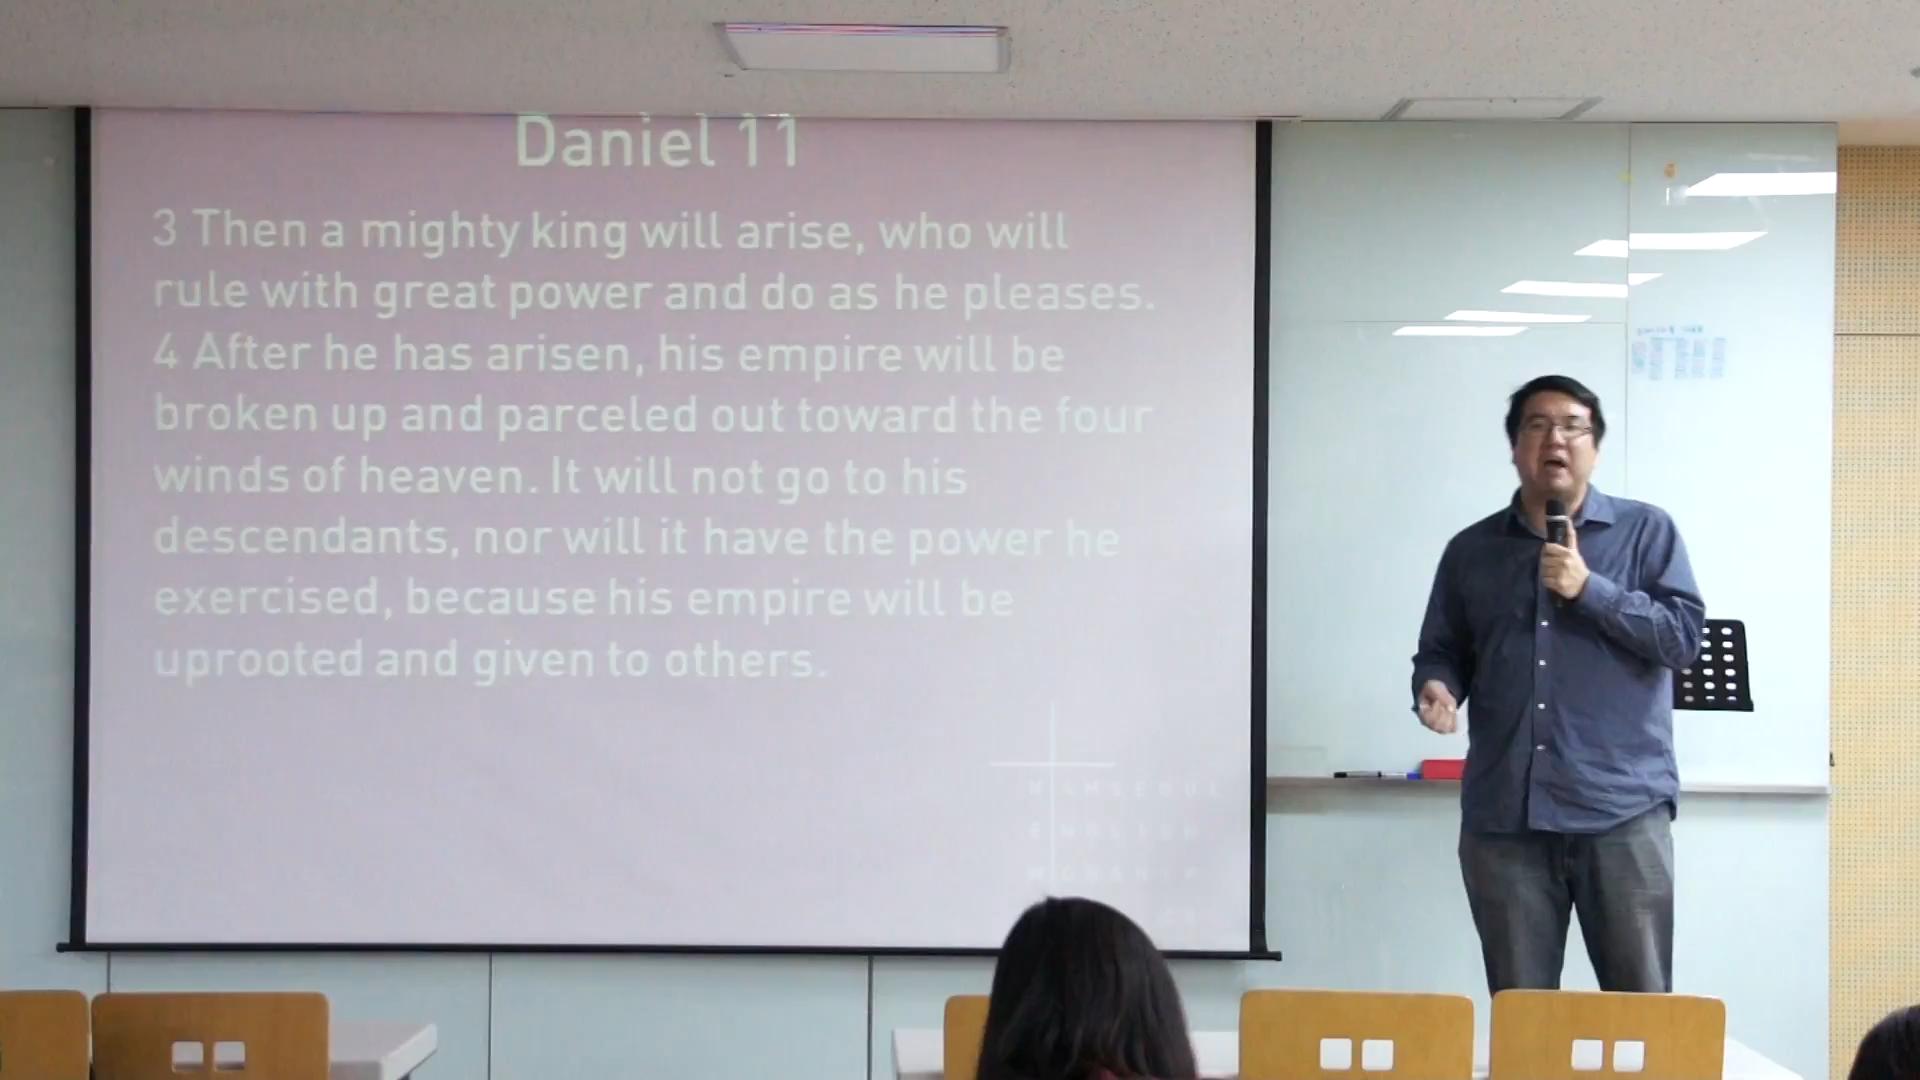 Daniel 11
3 Then a mighty king will arise, who will
rule with great power and do as he pleases.
4 After he has arisen, his empire will be
broken up and parceled out toward the four
winds of heaven. It will not go to his
descendants, nor will it have the power he
exercised, because his empire will be
uprooted and given to others.
NAMSEOUL
ENGLISH
WORSHIP